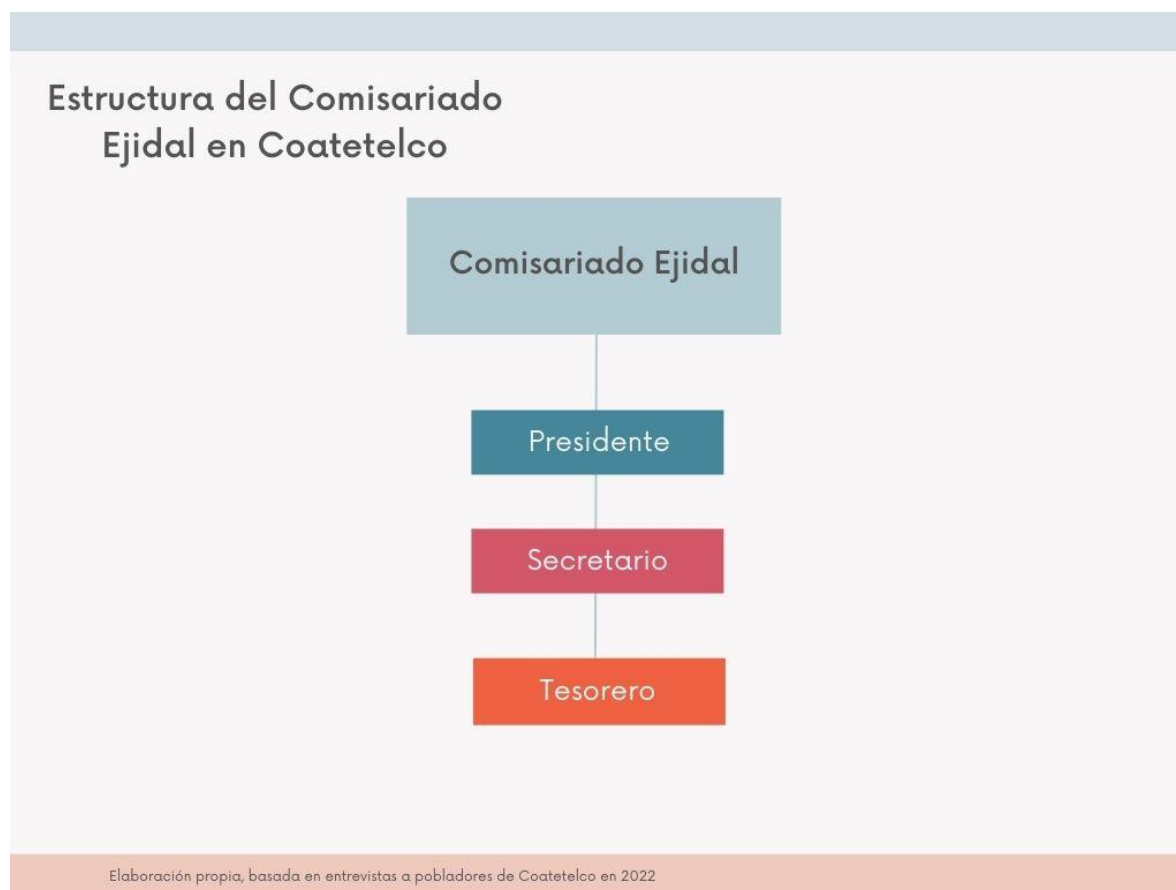 Estructura del Comisariado
Ejidal en Coatetelco
Comisariado Ejidal
Presidente
Secretario
Tesorero
Elaboración propia, basada en entrevistas a pobladores de Coatetelco en 2022